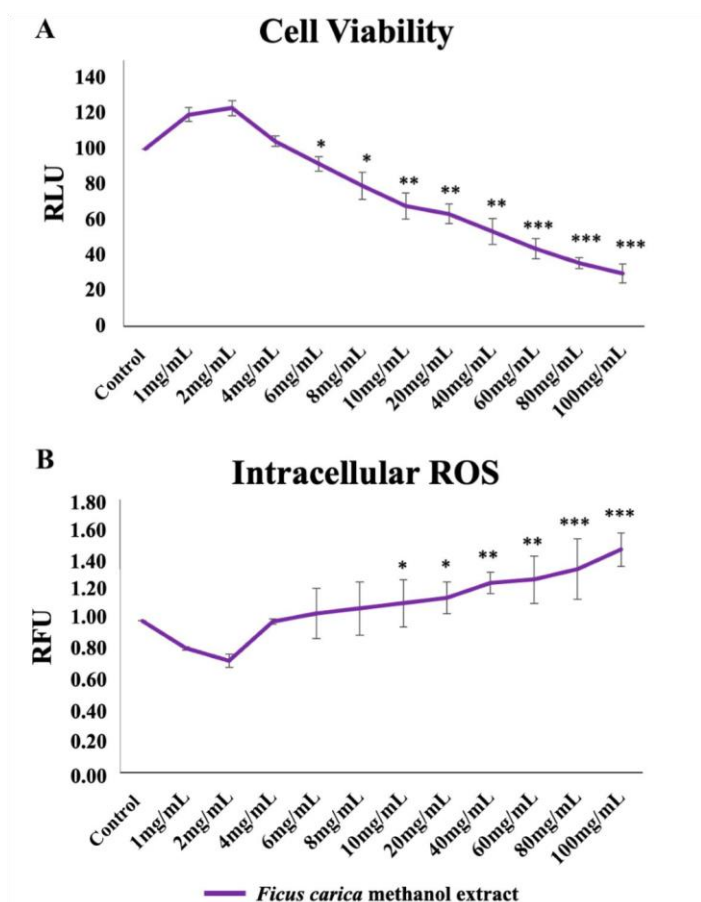 A
Cell Viability
140
120
100
80
60
40
20
0
RLU
*
*
**
**
**
***
***
***
Control
1mg/mL
2mg/mL
4mg/mL
6mg/mL
8mg/mL
10mg/mL
20mg/mL
40mg/mL
60mg/mL
80mg/mL
100mg/mL
B
Intracellular ROS
1.80
1.60
1.40
1.20
1.00
0.80
0.60
0.40
0.20
0.00
RFU
*
*
**
**
***
***
Control
1mg/mL
2mg/mL
4mg/mL
6mg/mL
8mg/mL
10mg/mL
20mg/mL
40mg/mL
60mg/mL
80mg/mL
100mg/mL
Ficus carica methanol extract